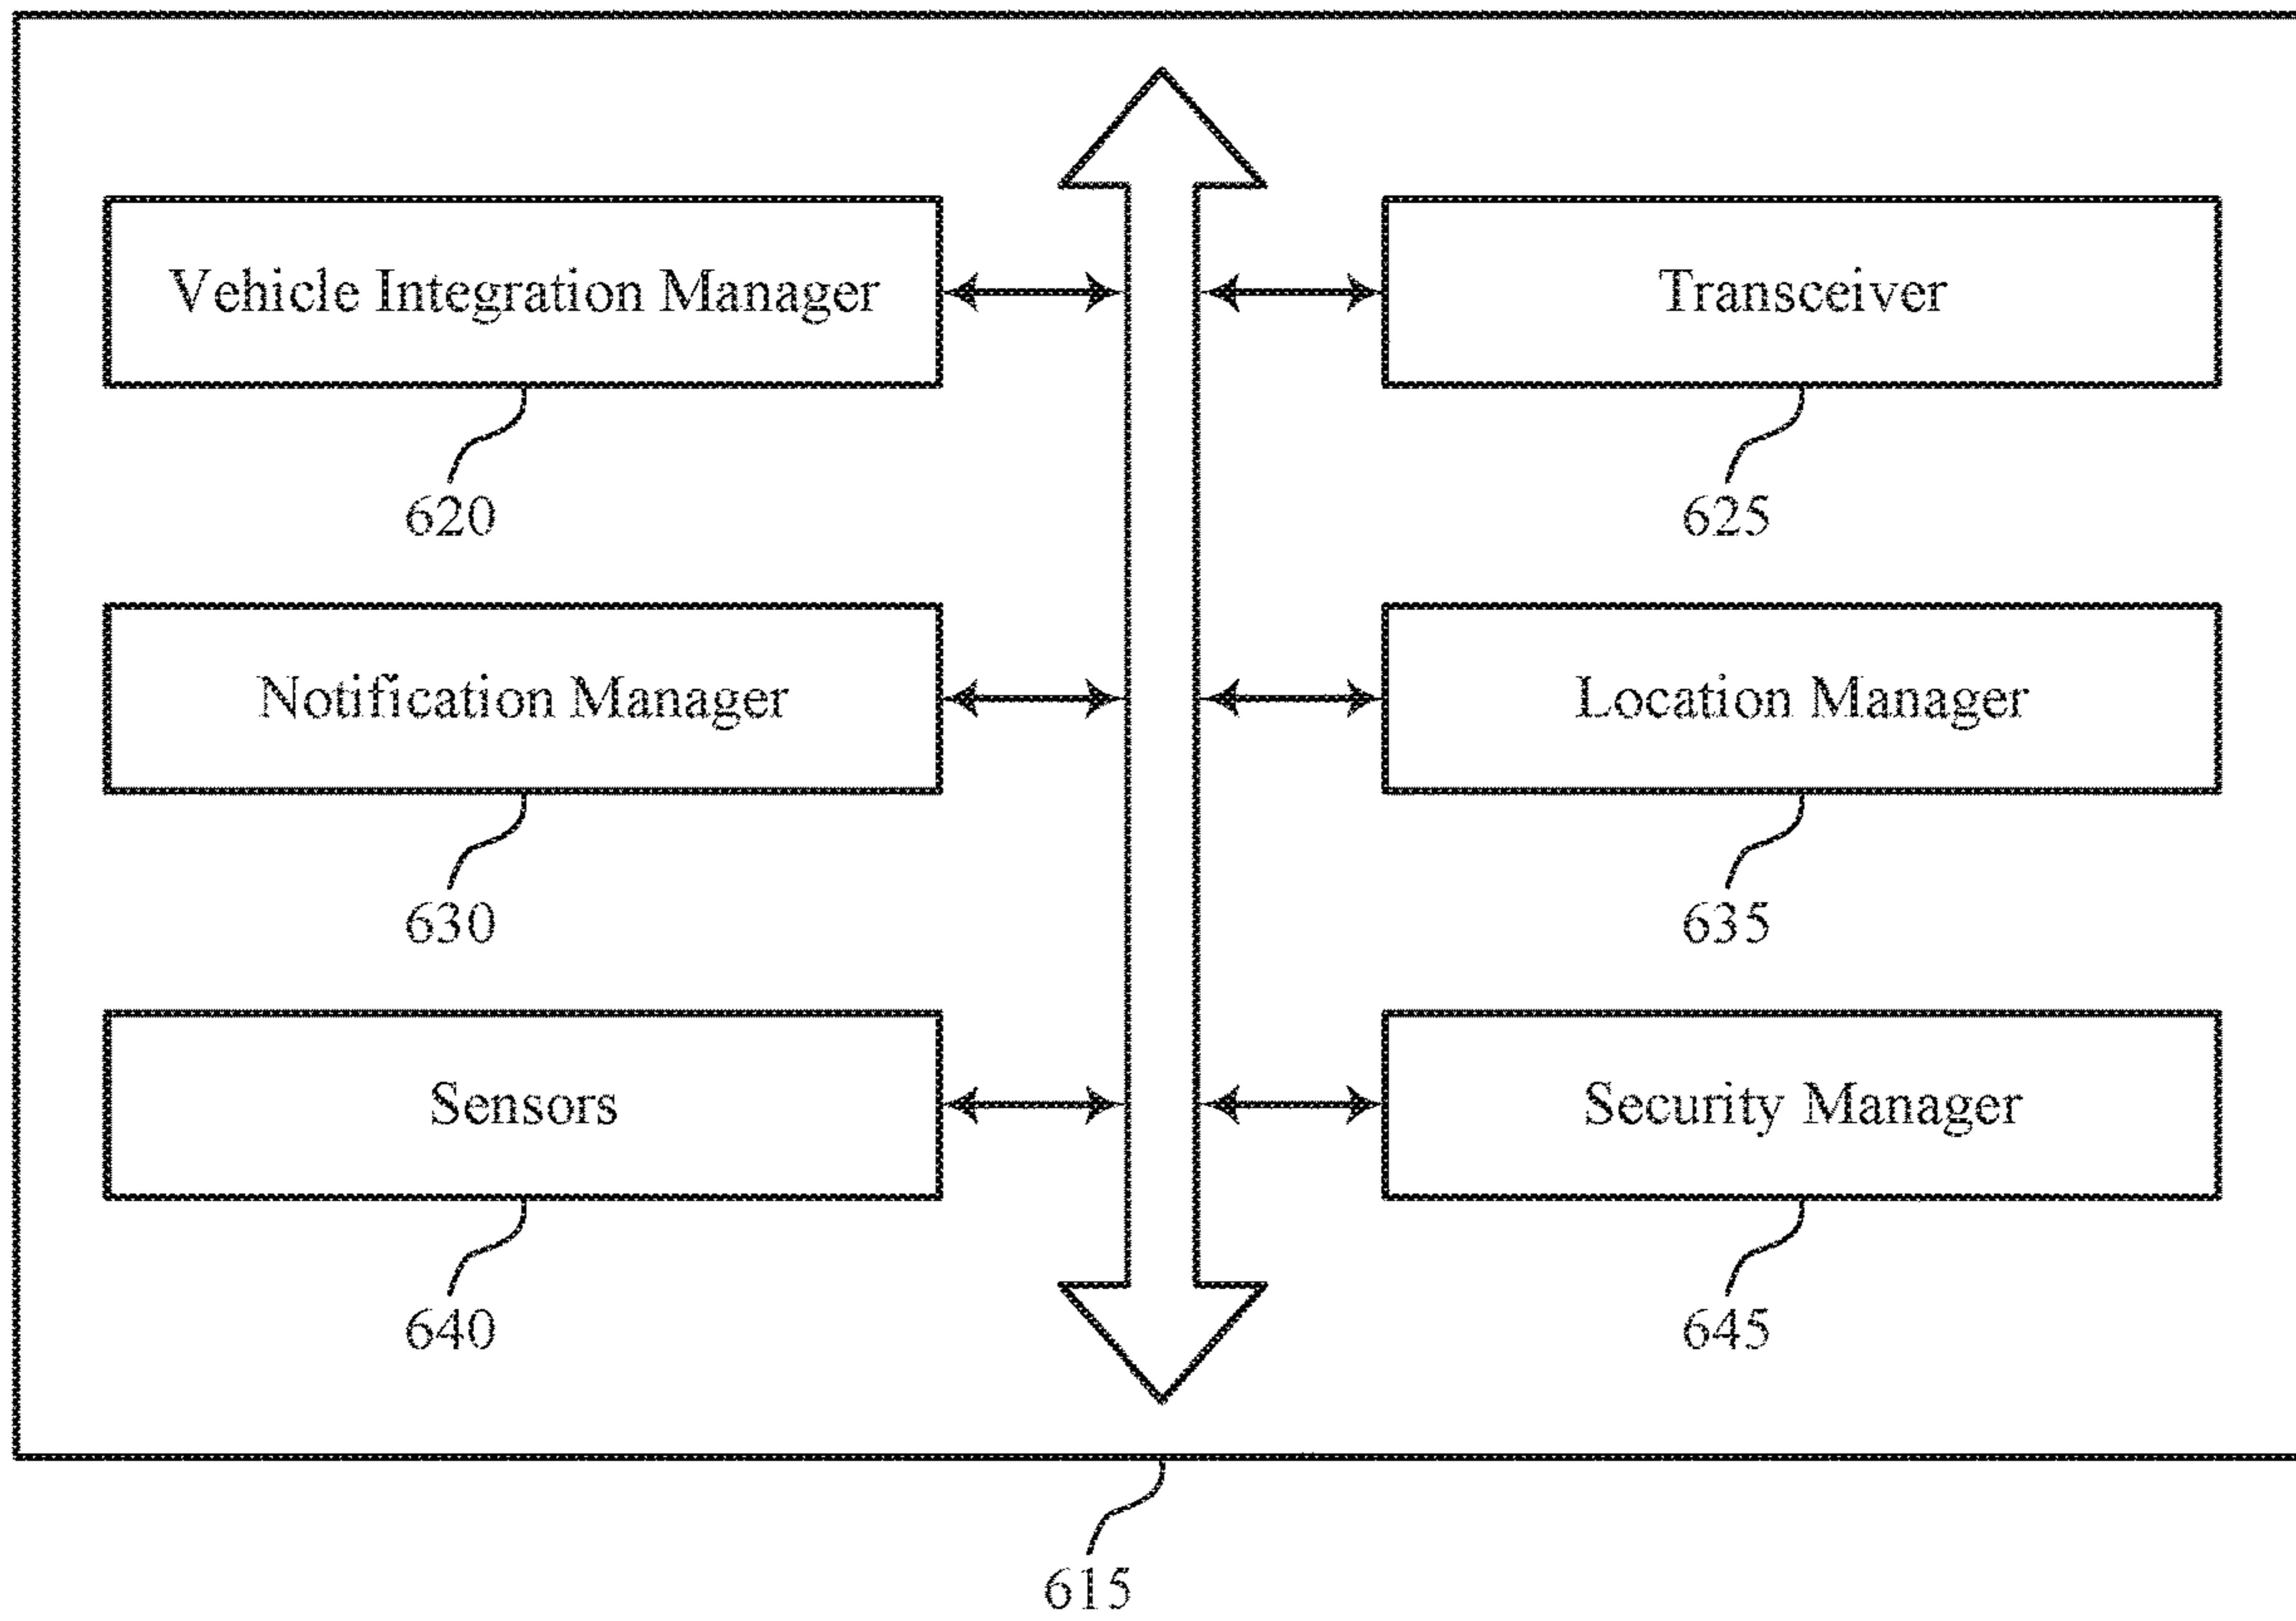 Vehicle Integration Manager
Transceiver
620
625
Notification Manager
Location Manager
630
635
Sensors
Security Manager
640
645
615